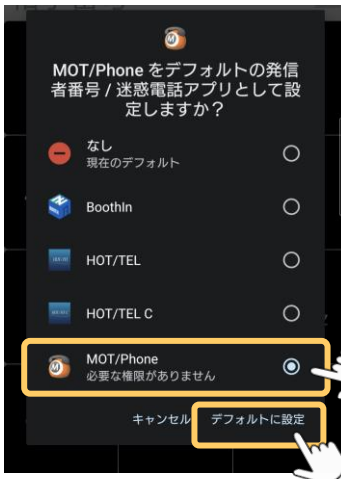 MOT/Phone をデフォルトの発信
者番号 / 迷惑電話アプリとして設
定しますか？
なし
現在のデフォルト
BoothIn
HOT/TEL
HOT/TEL C
MOT/Phone
必要な権限がありません
キャンセル
デフォルトに設定